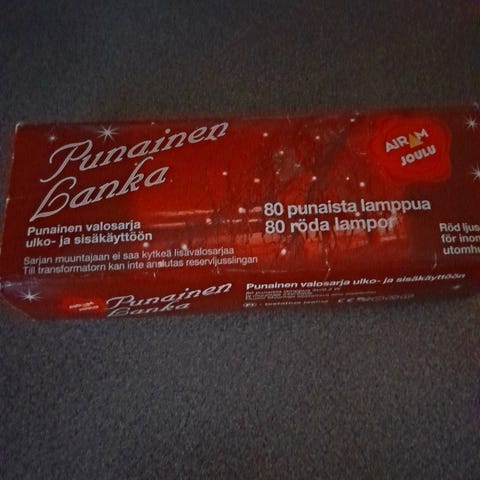 Punainen
Lanka
AIRAM
JOULU
Punainen valosarja
ulko- ja sisäkäyttöön
Sarjan muuntajaan ei saa kytkeä lisävalosarjaa
Till transformatorn kan inte anslutas reservljusslingan
80 punaista lamppua
80 röda lampor
Röd ljus
för inom
utomhu
Punainen
Lanka
Punainen valosarja ulko- ja sisäkäyttöön